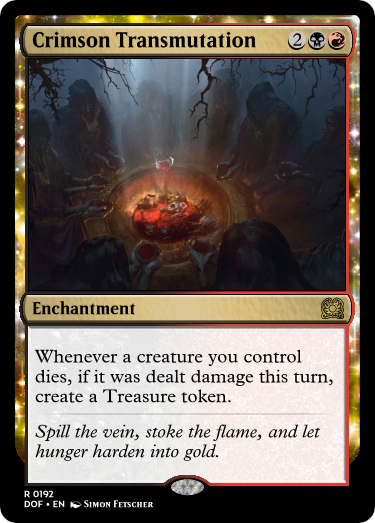 Crimson Transmutation 2
Enchantment
Whenever a creature you control
dies, if it was dealt damage this turn,
create a Treasure token.
Spill the vein, stoke the flame, and let
hunger harden into gold.
R 0192
DOF • EN Simon Fetscher